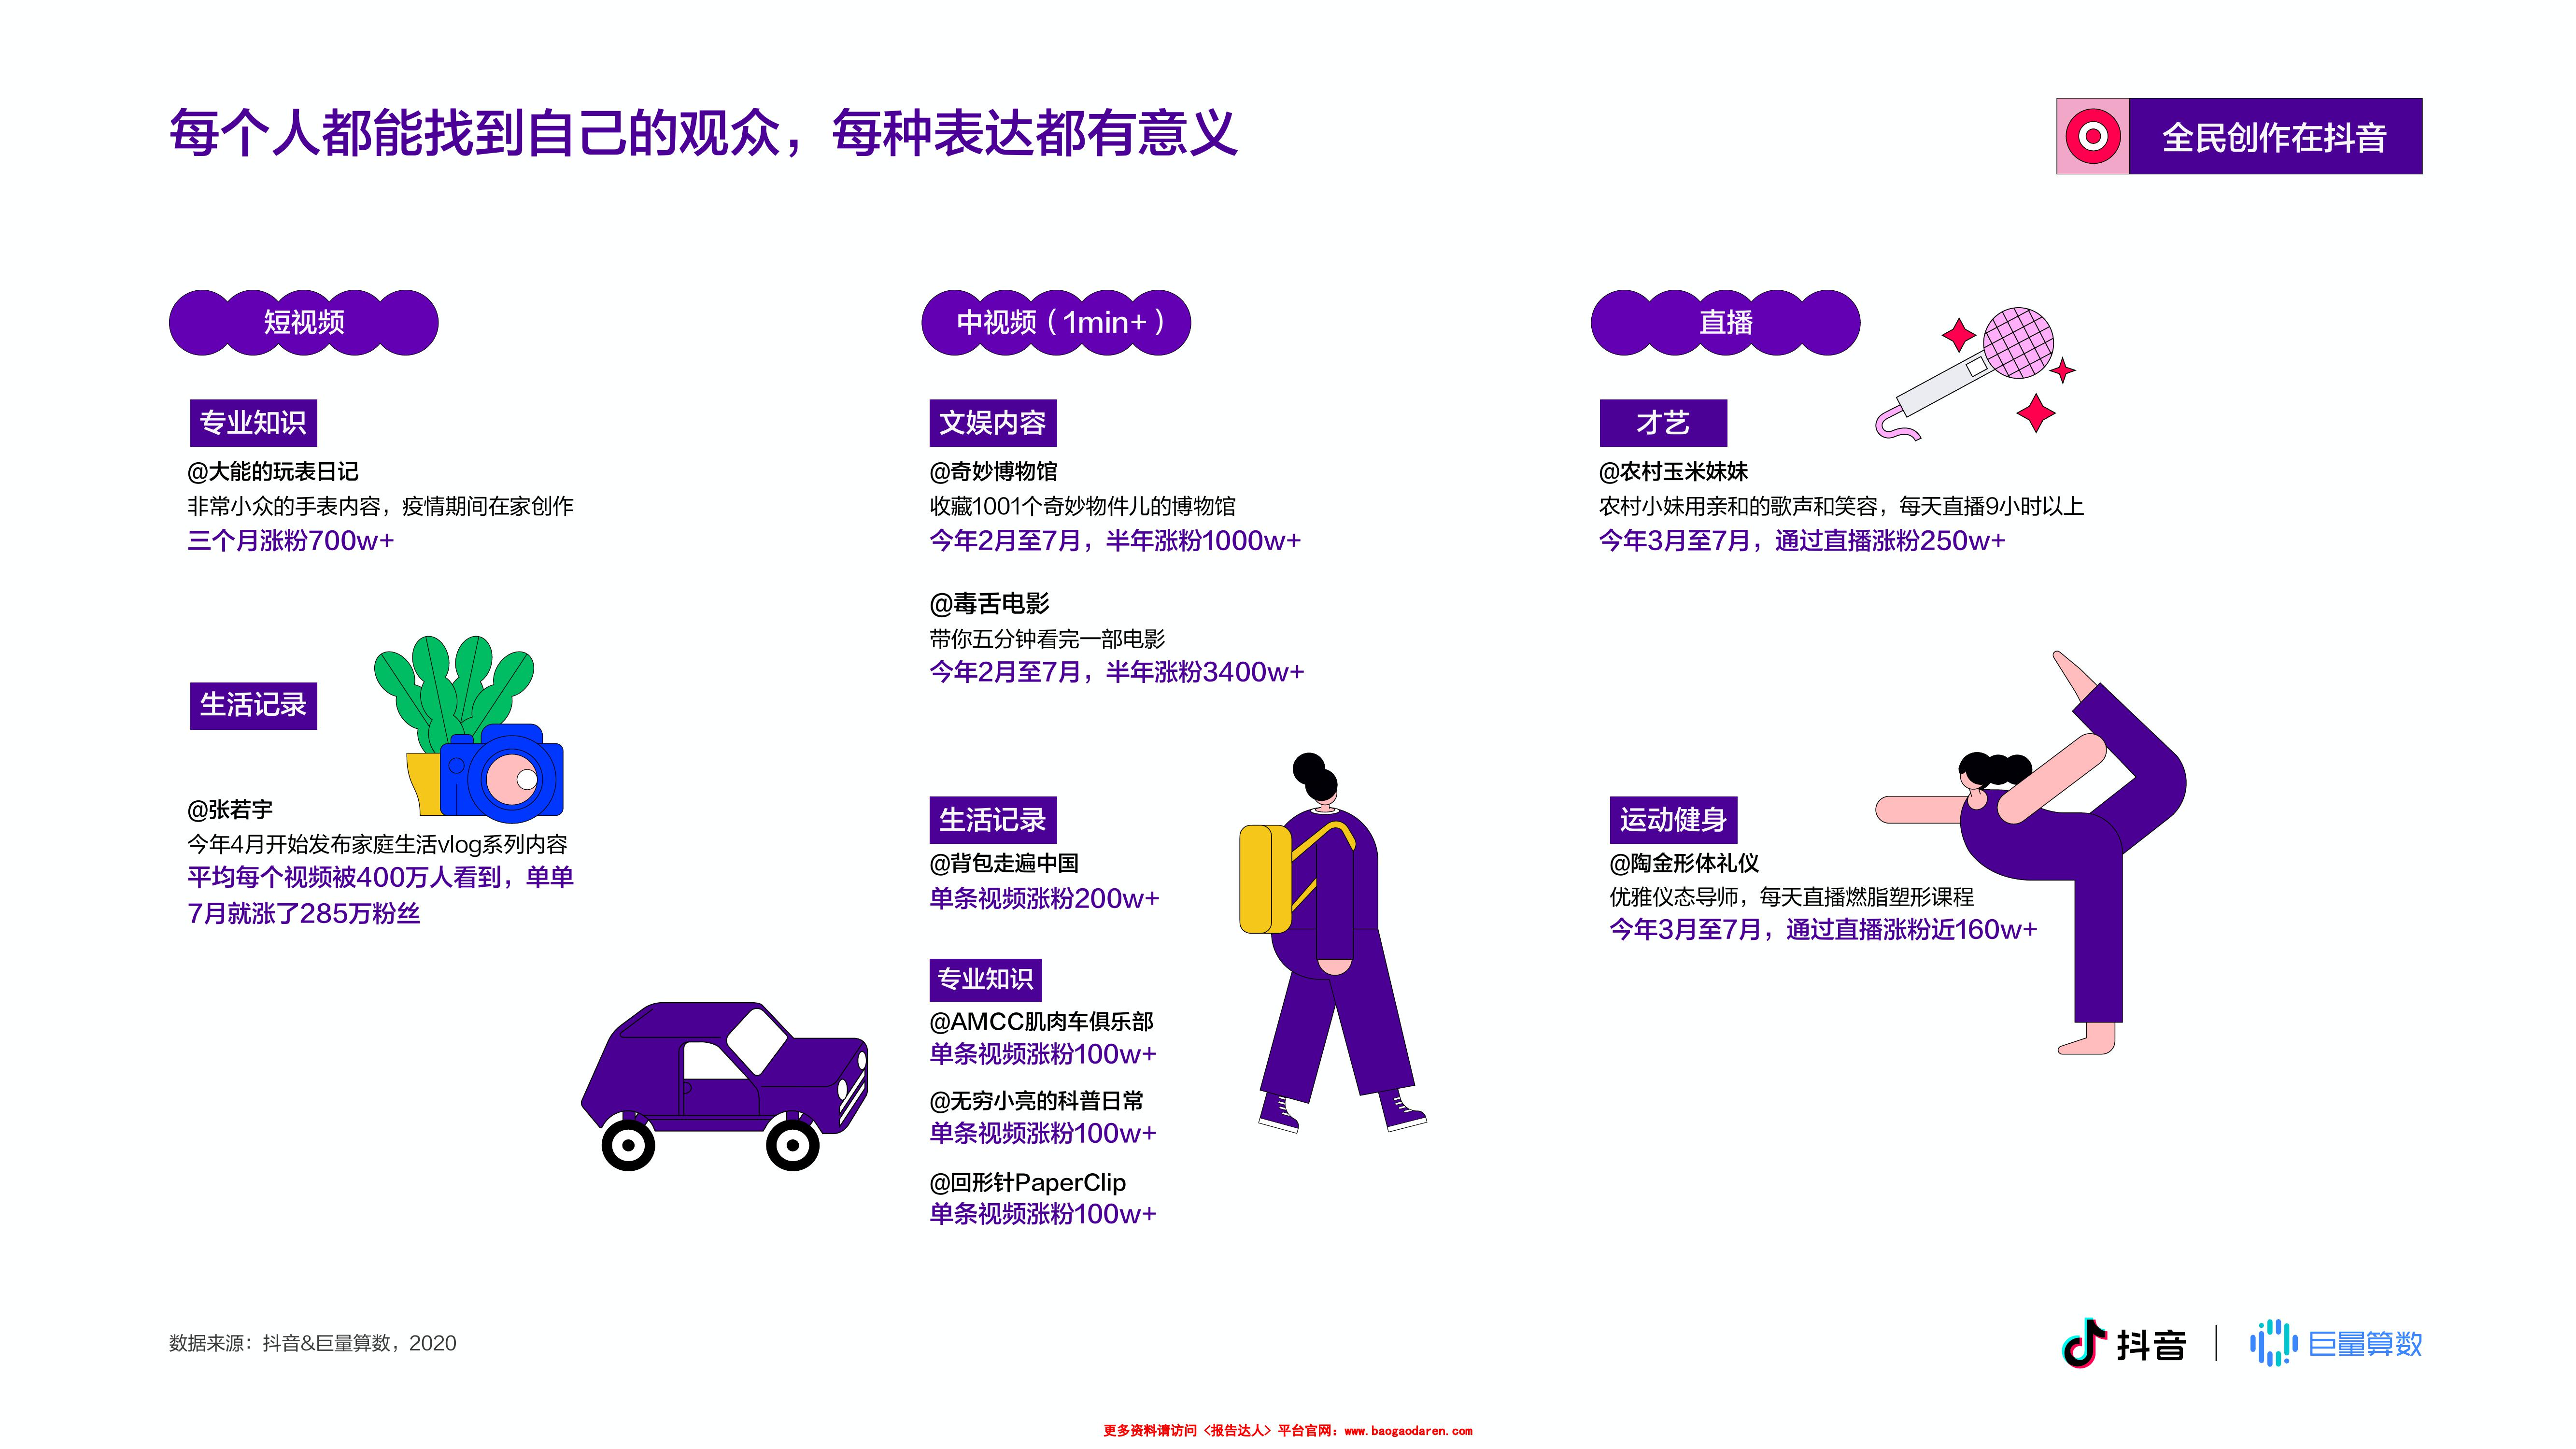 每个人都能找到自己的观众，每种表达都有意义
全民创作在抖音
短视频
专业知识
@大能的玩表日记
非常小众的手表内容，疫情期间在家创作
三个月涨粉700w+
生活记录
@张若宇
今年4月开始发布家庭生活vlog系列内容
平均每个视频被400万人看到，单单
7月就涨了285万粉丝
中视频（1min+）
文娱内容
@奇妙博物馆
收藏1001个奇妙物件儿的博物馆
今年2月至7月，半年涨粉1000w+
@毒舌电影
带你五分钟看完一部电影
今年2月至7月，半年涨粉3400w+
生活记录
@背包走遍中国
单条视频涨粉200w+
专业知识
@AMCC肌肉车俱乐部
单条视频涨粉100w+
@无穷小亮的科普日常
单条视频涨粉100w+
@回形针PaperClip
单条视频涨粉100w+
直播
才艺
@农村玉米妹妹
农村小妹用亲和的歌声和笑容，每天直播9小时以上
今年3月至7月，通过直播涨粉250w+
运动健身
@陶金形体礼仪
优雅仪态导师，每天直播燃脂塑形课程
今年3月至7月，通过直播涨粉近160w+
数据来源：抖音&巨量算数，2020
抖音
巨量算数
更多资料请访问《报告达人》平台官网：www.baogaodaren.com